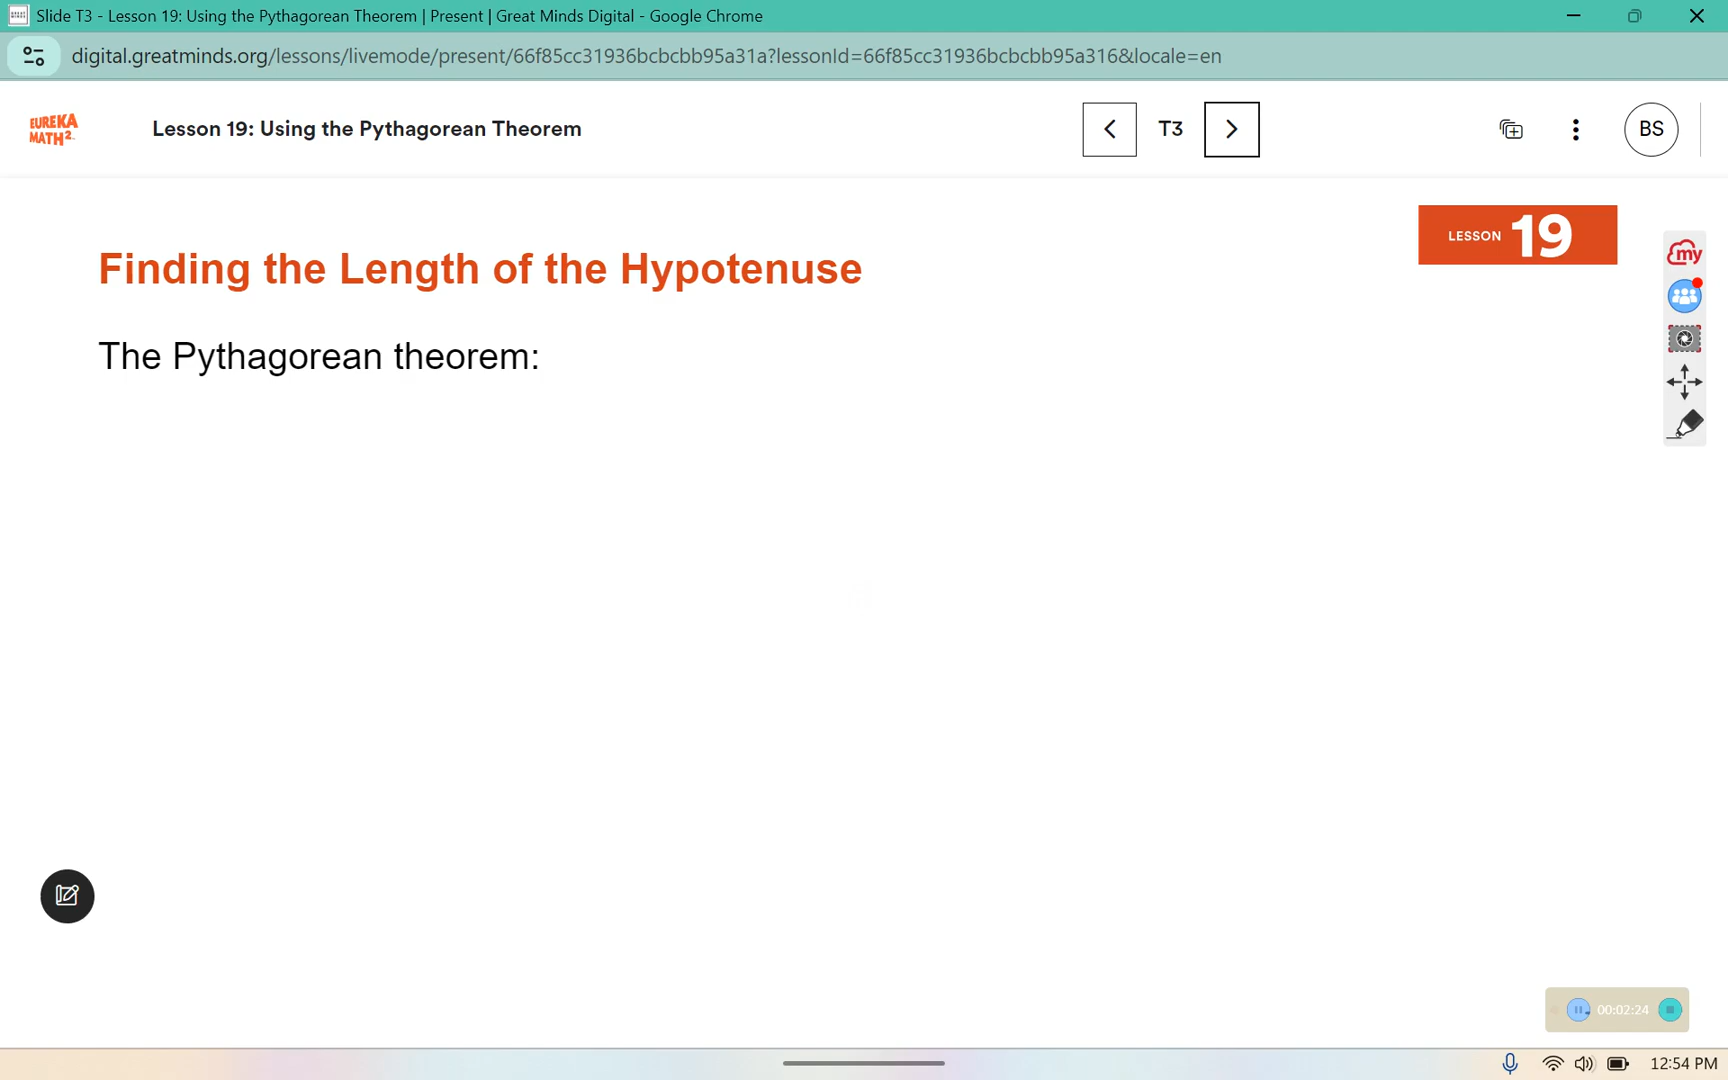 Slide T3 - Lesson 19: Using the Pythagorean Theorem | Present | Great Minds Digital - Google Chrome
digital.greatminds.org/lessons/livemode/present/66f85cc31936bcbcbb95a31a?lessonId=66f85cc31936bcbcbb95a316&locale=en
EUREKA
MATH2
Lesson 19: Using the Pythagorean Theorem
T3
BS
LESSON 19
Finding the Length of the Hypotenuse
my
The Pythagorean theorem:
00:02:24
12:54 PM